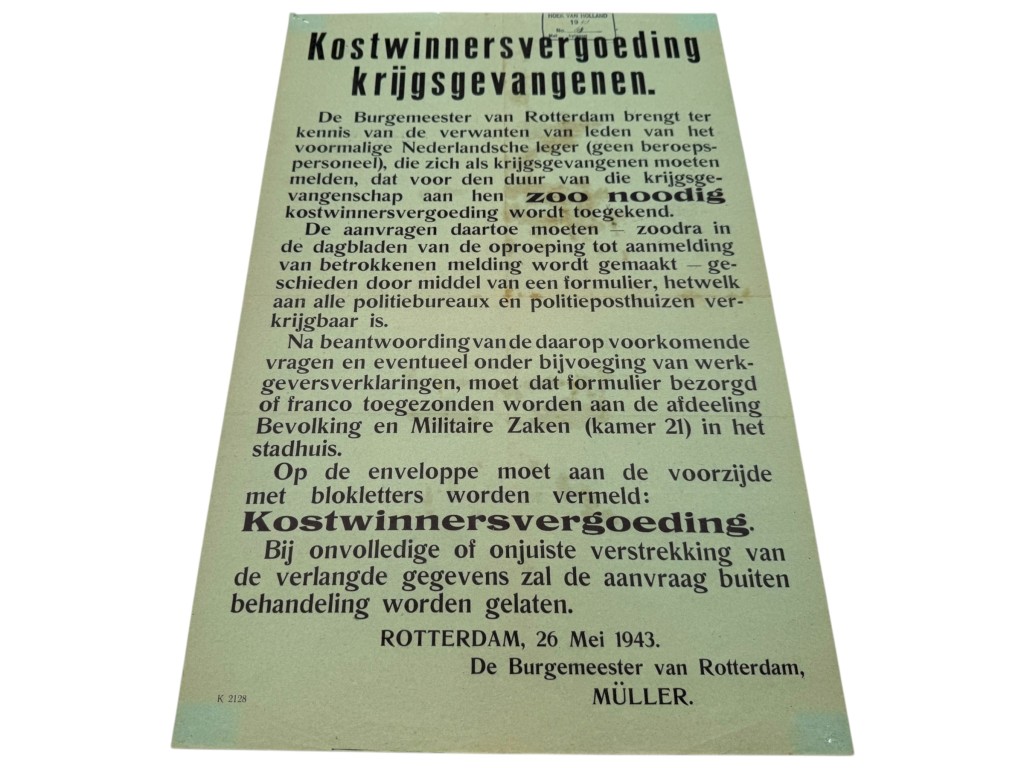 HOEK VAN HOLLAND
19
No.
Kostwinnersvergoeding
krijgsgevangenen.
De Burgemeester van Rotterdam brengt ter
kennis van de verwanten van leden van het
voormalige Nederlandsche leger (geen beroeps-
personeel), die zich als krijgsgevangenen moeten
melden, dat voor den duur van die krijgsge-
vangenschap aan hen zoo noodig
kostwinnersvergoeding wordt toegekend.
De aanvragen daartoe moeten — zoodra in
de dagbladen van de oproeping tot aanmelding
van betrokkenen melding wordt gemaakt — ge-
schieden door middel van een formulier, hetwelk
aan alle politiebureaux en politieposthuizen ver-
krijgbaar is.
Na beantwoording van de daarop voorkomende
vragen en eventueel onder bijvoeging van werk-
geversverklaringen, moet dat formulier bezorgd
of franco toegezonden worden aan de afdeeling
Bevolking en Militaire Zaken (kamer 21) in het
stadhuis.
Op de enveloppe moet aan de voorzijde
met blokletters worden vermeld:
Kostwinnersvergoeding.
Bij onvolledige of onjuiste verstrekking van
de verlangde gegevens zal de aanvraag buiten
behandeling worden gelaten.
ROTTERDAM, 26 Mei 1943.
De Burgemeester van Rotterdam,
MÜLLER.
K 2128